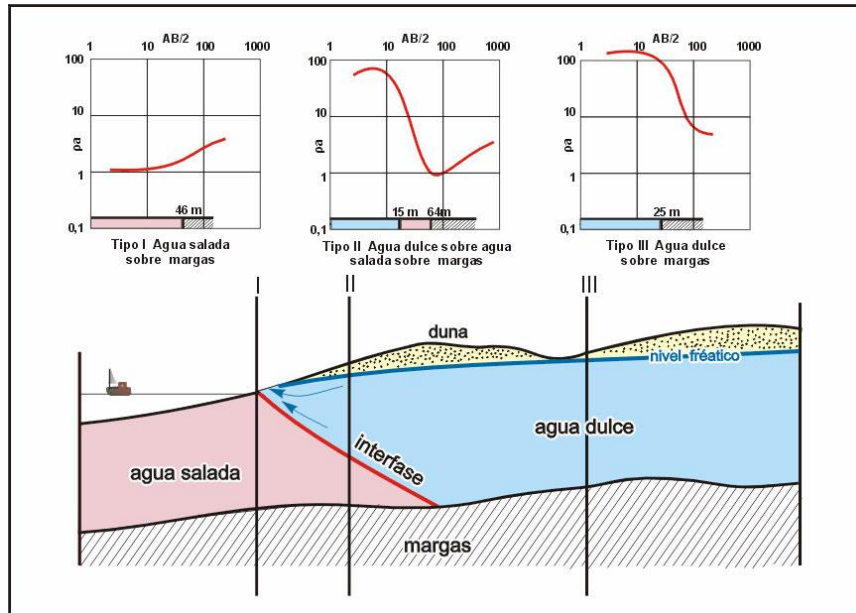 AB/2
1 10 100 1000
100
10
1
0,1
ρa
46 m
Tipo I Agua salada
sobre margas
AB/2
1 10 100 1000
100
10
1
0,1
ρa
15 m 64m
Tipo II Agua dulce sobre agua
salada sobre margas
AB/2
1 10 100 1000
100
10
1
0,1
ρa
25 m
Tipo III Agua dulce
sobre margas
I II III
duna
nivel fréatico
agua dulce
interfase
agua salada
margas